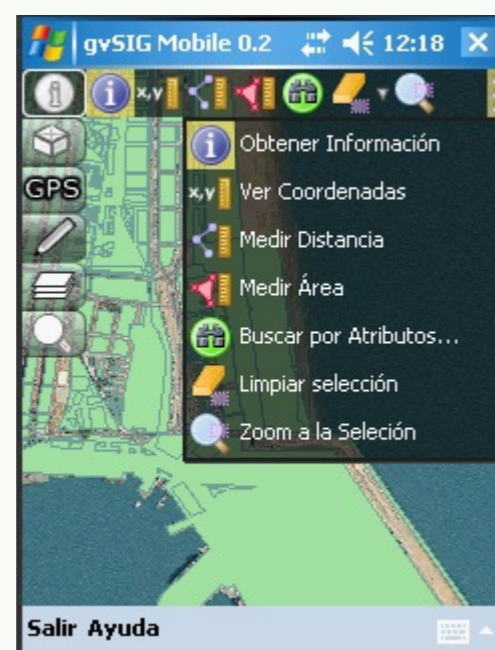 gvSIG Mobile 0.2 12:18
x,y
GPS
Obtener Información
x,y Ver Coordenadas
Medir Distancia
Medir Área
Buscar por Atributos...
Limpiar selección
Zoom a la Seleción
Salir Ayuda